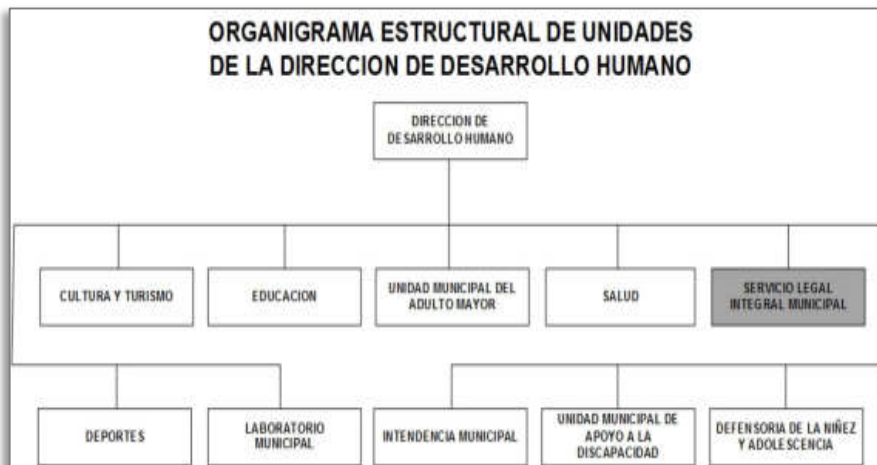 ORGANIGRAMA ESTRUCTURAL DE UNIDADES
DE LA DIRECCION DE DESARROLLO HUMANO
DIRECCION DE
DESARROLLO HUMANO
CULTURA Y TURISMO
EDUCACION
UNIDAD MUNICIPAL DEL
ADULTO MAYOR
SALUD
SERVICIO LEGAL
INTEGRAL MUNICIPAL
DEPORTES
LABORATORIO
MUNICIPAL
INTENDENCIA MUNICIPAL
UNIDAD MUNICIPAL DE
APOYO A LA
DISCAPACIDAD
DEFENSORIA DE LA NIÑEZ
Y ADOLESCENCIA